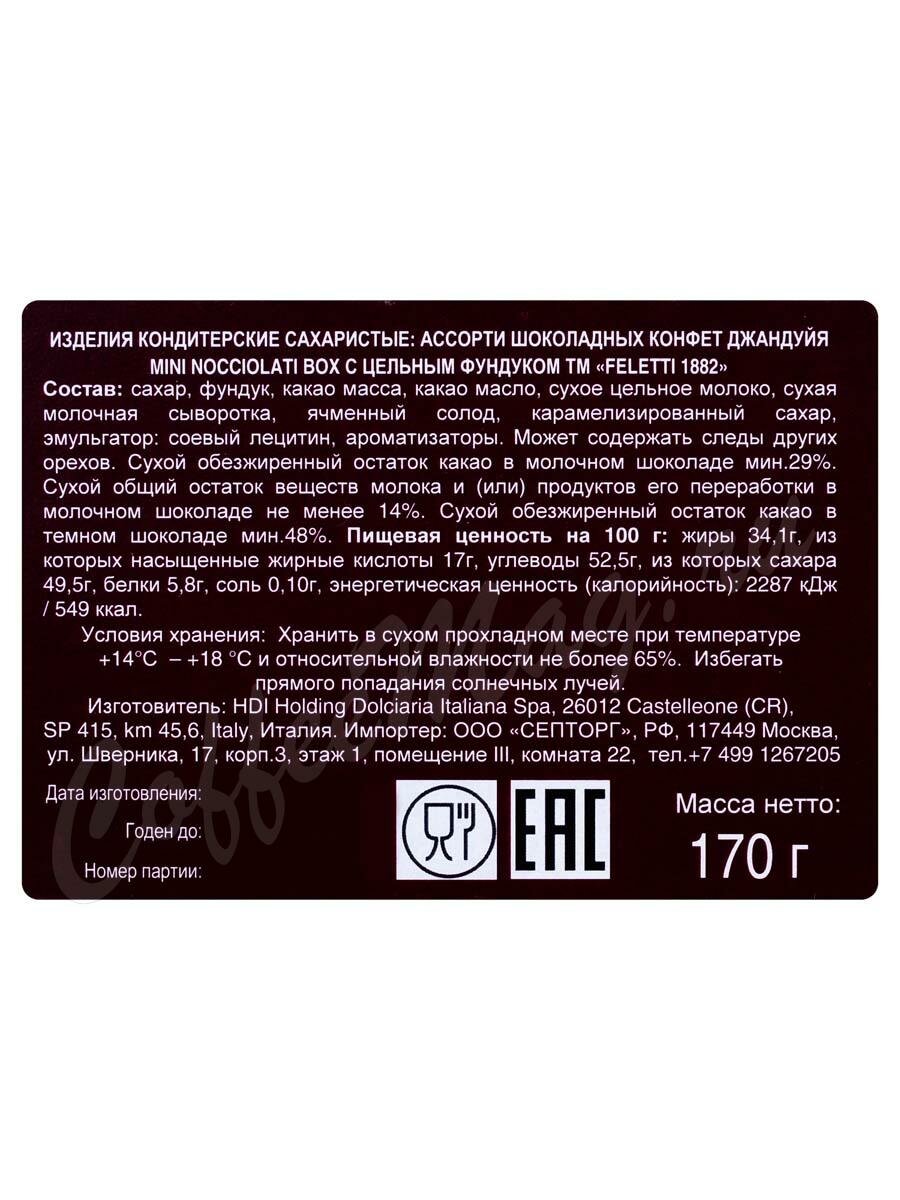 ИЗДЕЛИЯ КОНДИТЕРСКИЕ САХАРИСТЫЕ: АССОРТИ ШОКОЛАДНЫХ КОНФЕТ ДЖАНДУЙЯ
MINI NOCCIOLATI BOX С ЦЕЛЬНЫМ ФУНДУКОМ ТМ «FELETTI 1882»
Состав: сахар, фундук, какао масса, какао масло, сухое цельное молоко, сухая
молочная сыворотка, ячменный солод, карамелизированный сахар,
эмульгатор: соевый лецитин, ароматизаторы. Может содержать следы других
орехов. Сухой обезжиренный остаток какао в молочном шоколаде мин.29%.
Сухой общий остаток веществ молока и (или) продуктов его переработки в
молочном шоколаде не менее 14%. Сухой обезжиренный остаток какао в
темном шоколаде мин.48%. Пищевая ценность на 100 г: жиры 34,1г, из
которых насыщенные жирные кислоты 17г, углеводы 52,5г, из которых сахара
49,5г, белки 5,8г, соль 0,10г, энергетическая ценность (калорийность): 2287 кДж
/ 549 ккал.
Условия хранения: Хранить в сухом прохладном месте при температуре
+14°С – +18 °С и относительной влажности не более 65%. Избегать
прямого попадания солнечных лучей.
Изготовитель: HDI Holding Dolciaria Italiana Spa, 26012 Castelleone (CR),
SP 415, km 45,6, Italy, Италия. Импортер: ООО «СЕПТОРГ», РФ, 117449 Москва,
ул. Шверника, 17, корп.3, этаж 1, помещение III, комната 22, тел.+7 499 1267205
Дата изготовления:
Годен до:
Номер партии:
EAC
Масса нетто:
170 г
CoffeeMag.ru